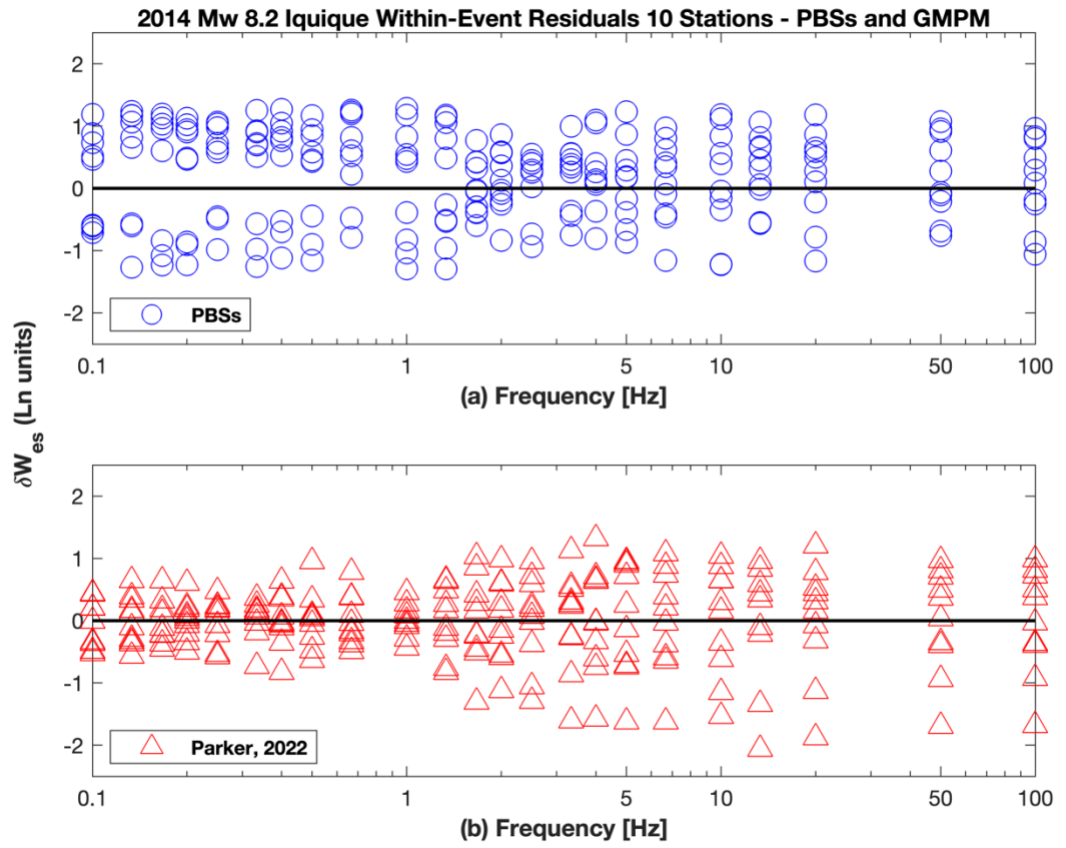 2014 Mw 8.2 Iquique Within-Event Residuals 10 Stations - PBSs and GMPM
2
1
0
-1
-2
PBSs
0.1 1 5 10 50 100
(a) Frequency [Hz]
δW_es (Ln units)
2
1
0
-1
-2
Parker, 2022
0.1 1 5 10 50 100
(b) Frequency [Hz]